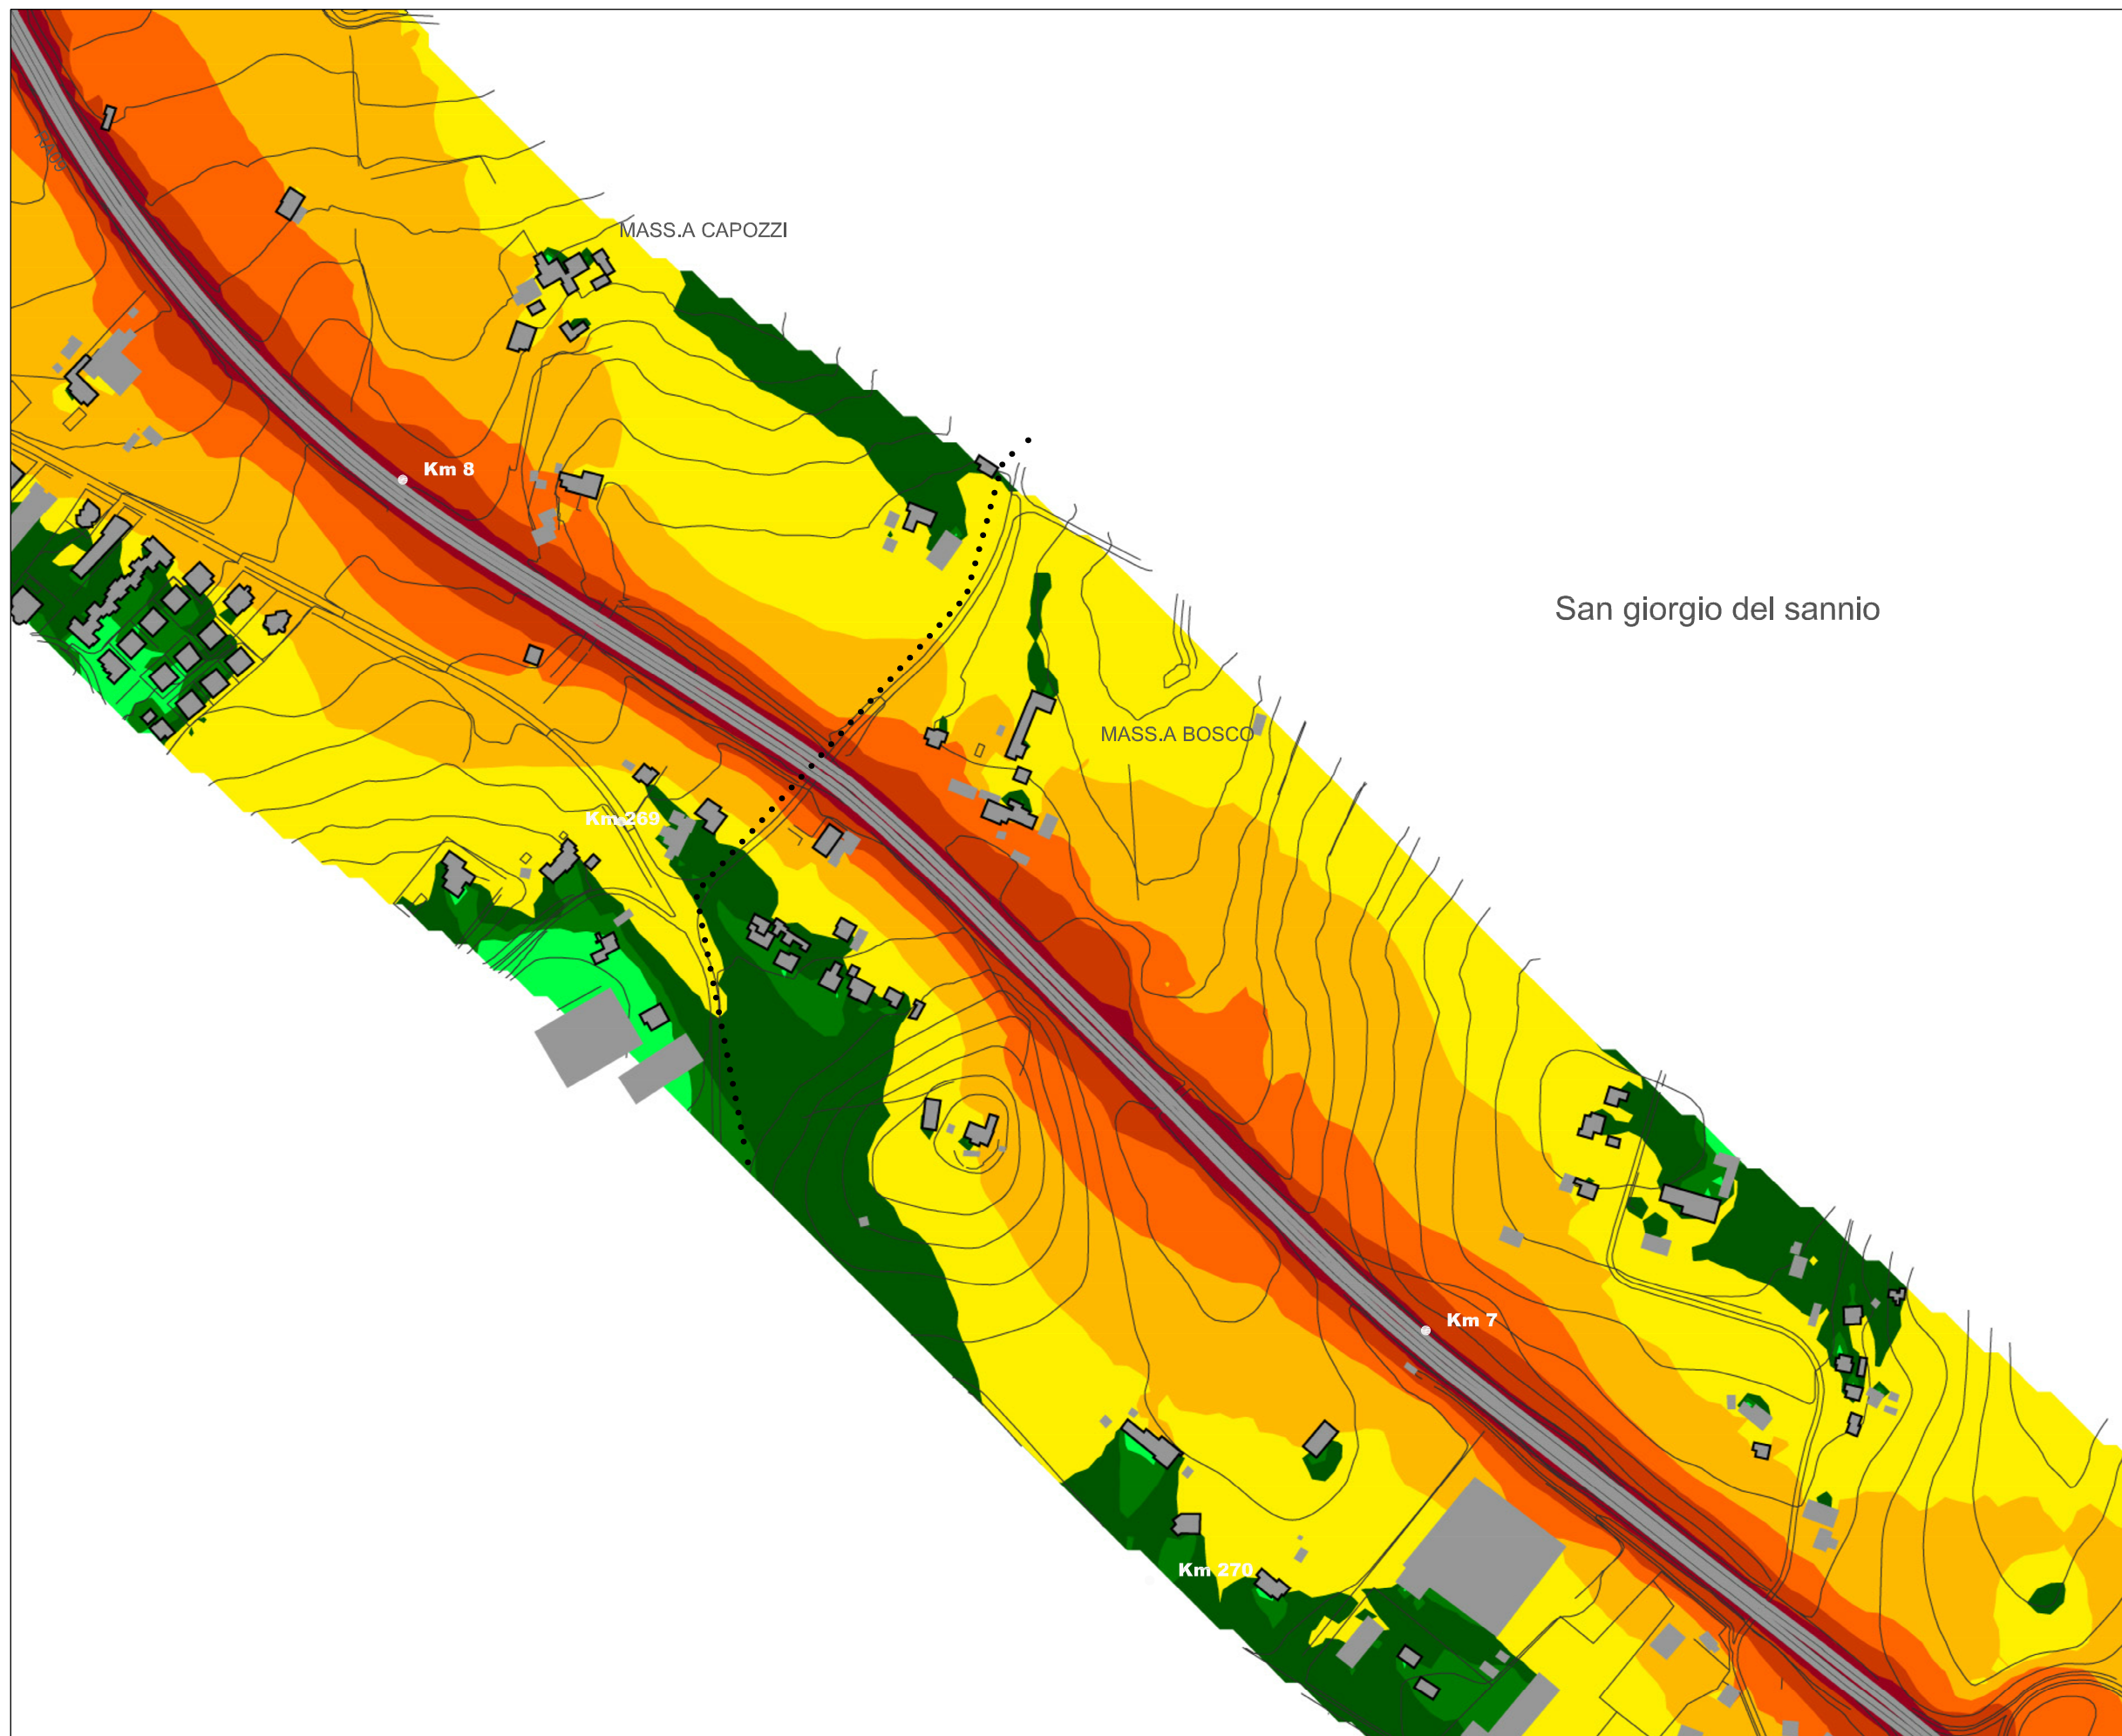 MASS.A CAPOZZI
Km 8
San giorgio del sannio
MASS.A BOSCO
Km 269
Km 7
Km 270